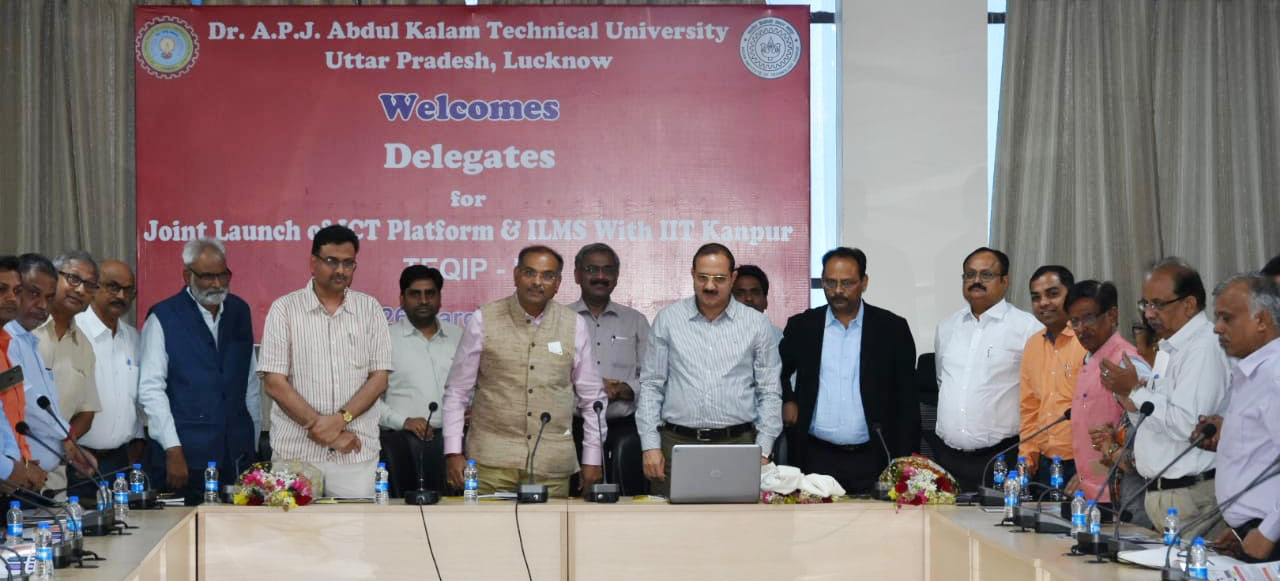 Dr. A.P.J. Abdul Kalam Technical University
Uttar Pradesh, Lucknow
Welcomes
Delegates
for
Joint Launch of ICT Platform & ILMS With IIT Kanpur
TEQIP -
26